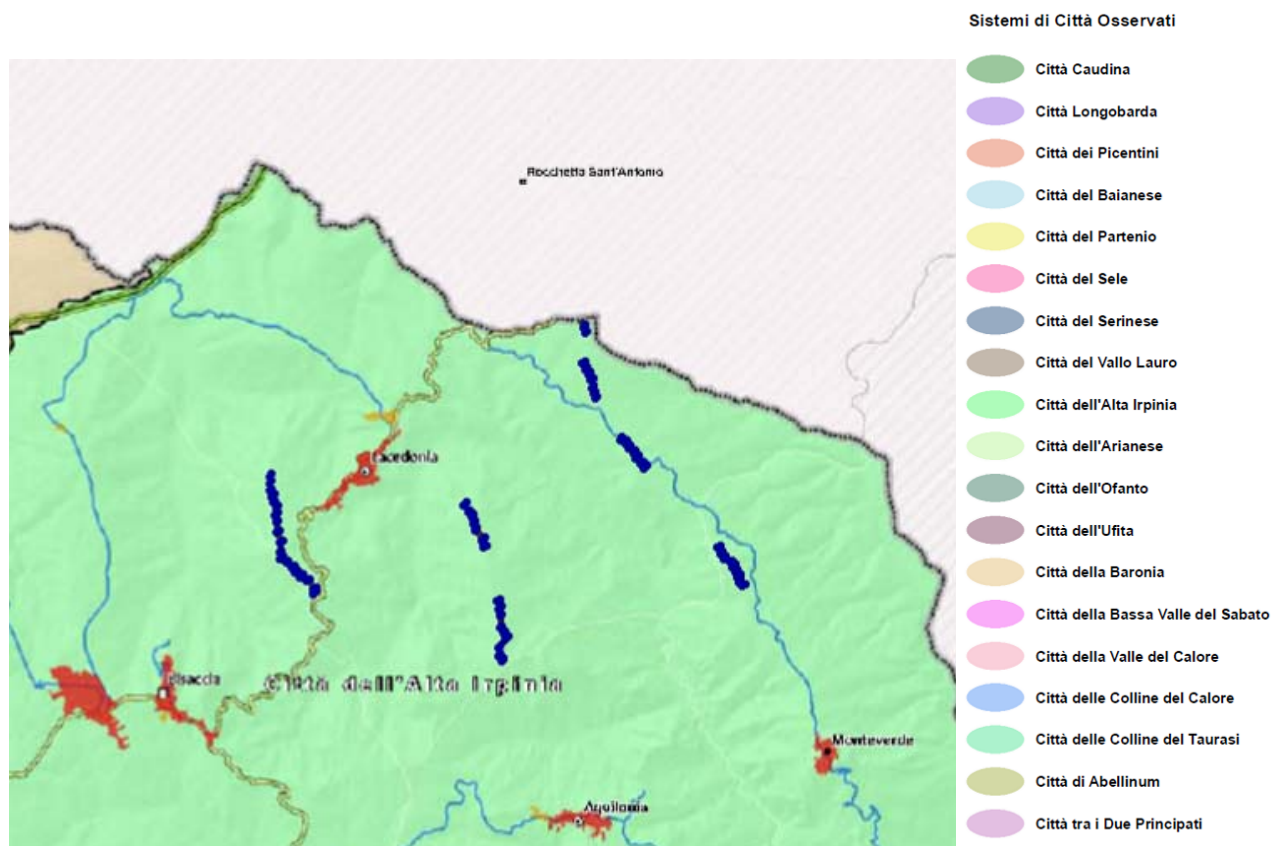 Sistemi di Città Osservati
Città Caudina
Città Longobarda
Città dei Picentini
Città del Baianese
Città del Partenio
Città del Sele
Città del Serinese
Città del Vallo Lauro
Città dell'Alta Irpinia
Città dell'Arianese
Città dell'Ofanto
Città dell'Ufita
Città della Baronia
Città della Bassa Valle del Sabato
Città della Valle del Calore
Città delle Colline del Calore
Città delle Colline del Taurasi
Città di Abellinum
Città tra i Due Principati
Rocchetta Sant'Antonio
Lacedonia
Bisaccia
Città dell'Alta Irpinia
Monteverde
Aquilonia